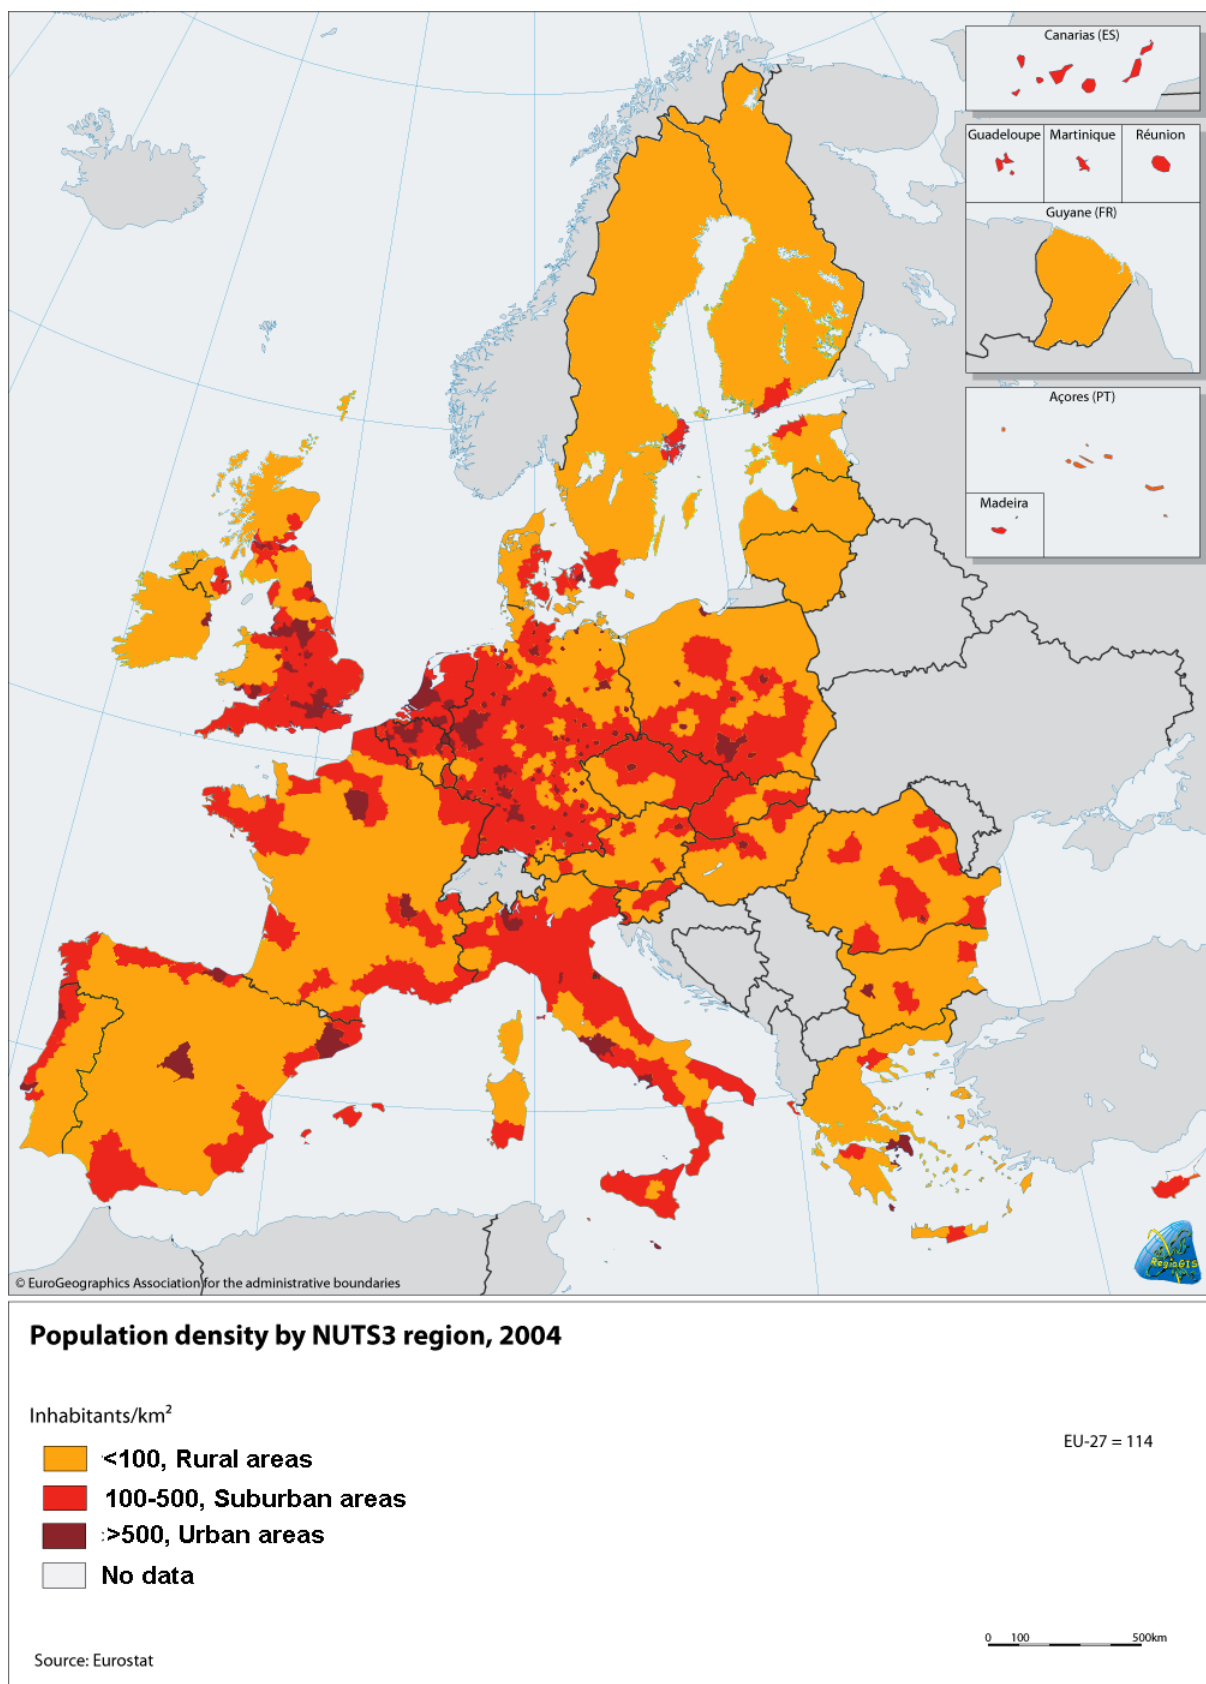 Canarias (ES)
Guadeloupe
Martinique
Réunion
Guyane (FR)
Açores (PT)
Madeira
RegioGIS
© EuroGeographics Association for the administrative boundaries
Population density by NUTS3 region, 2004
Inhabitants/km²
EU-27 = 114
<100, Rural areas
100-500, Suburban areas
>500, Urban areas
No data
0 100 500km
Source: Eurostat